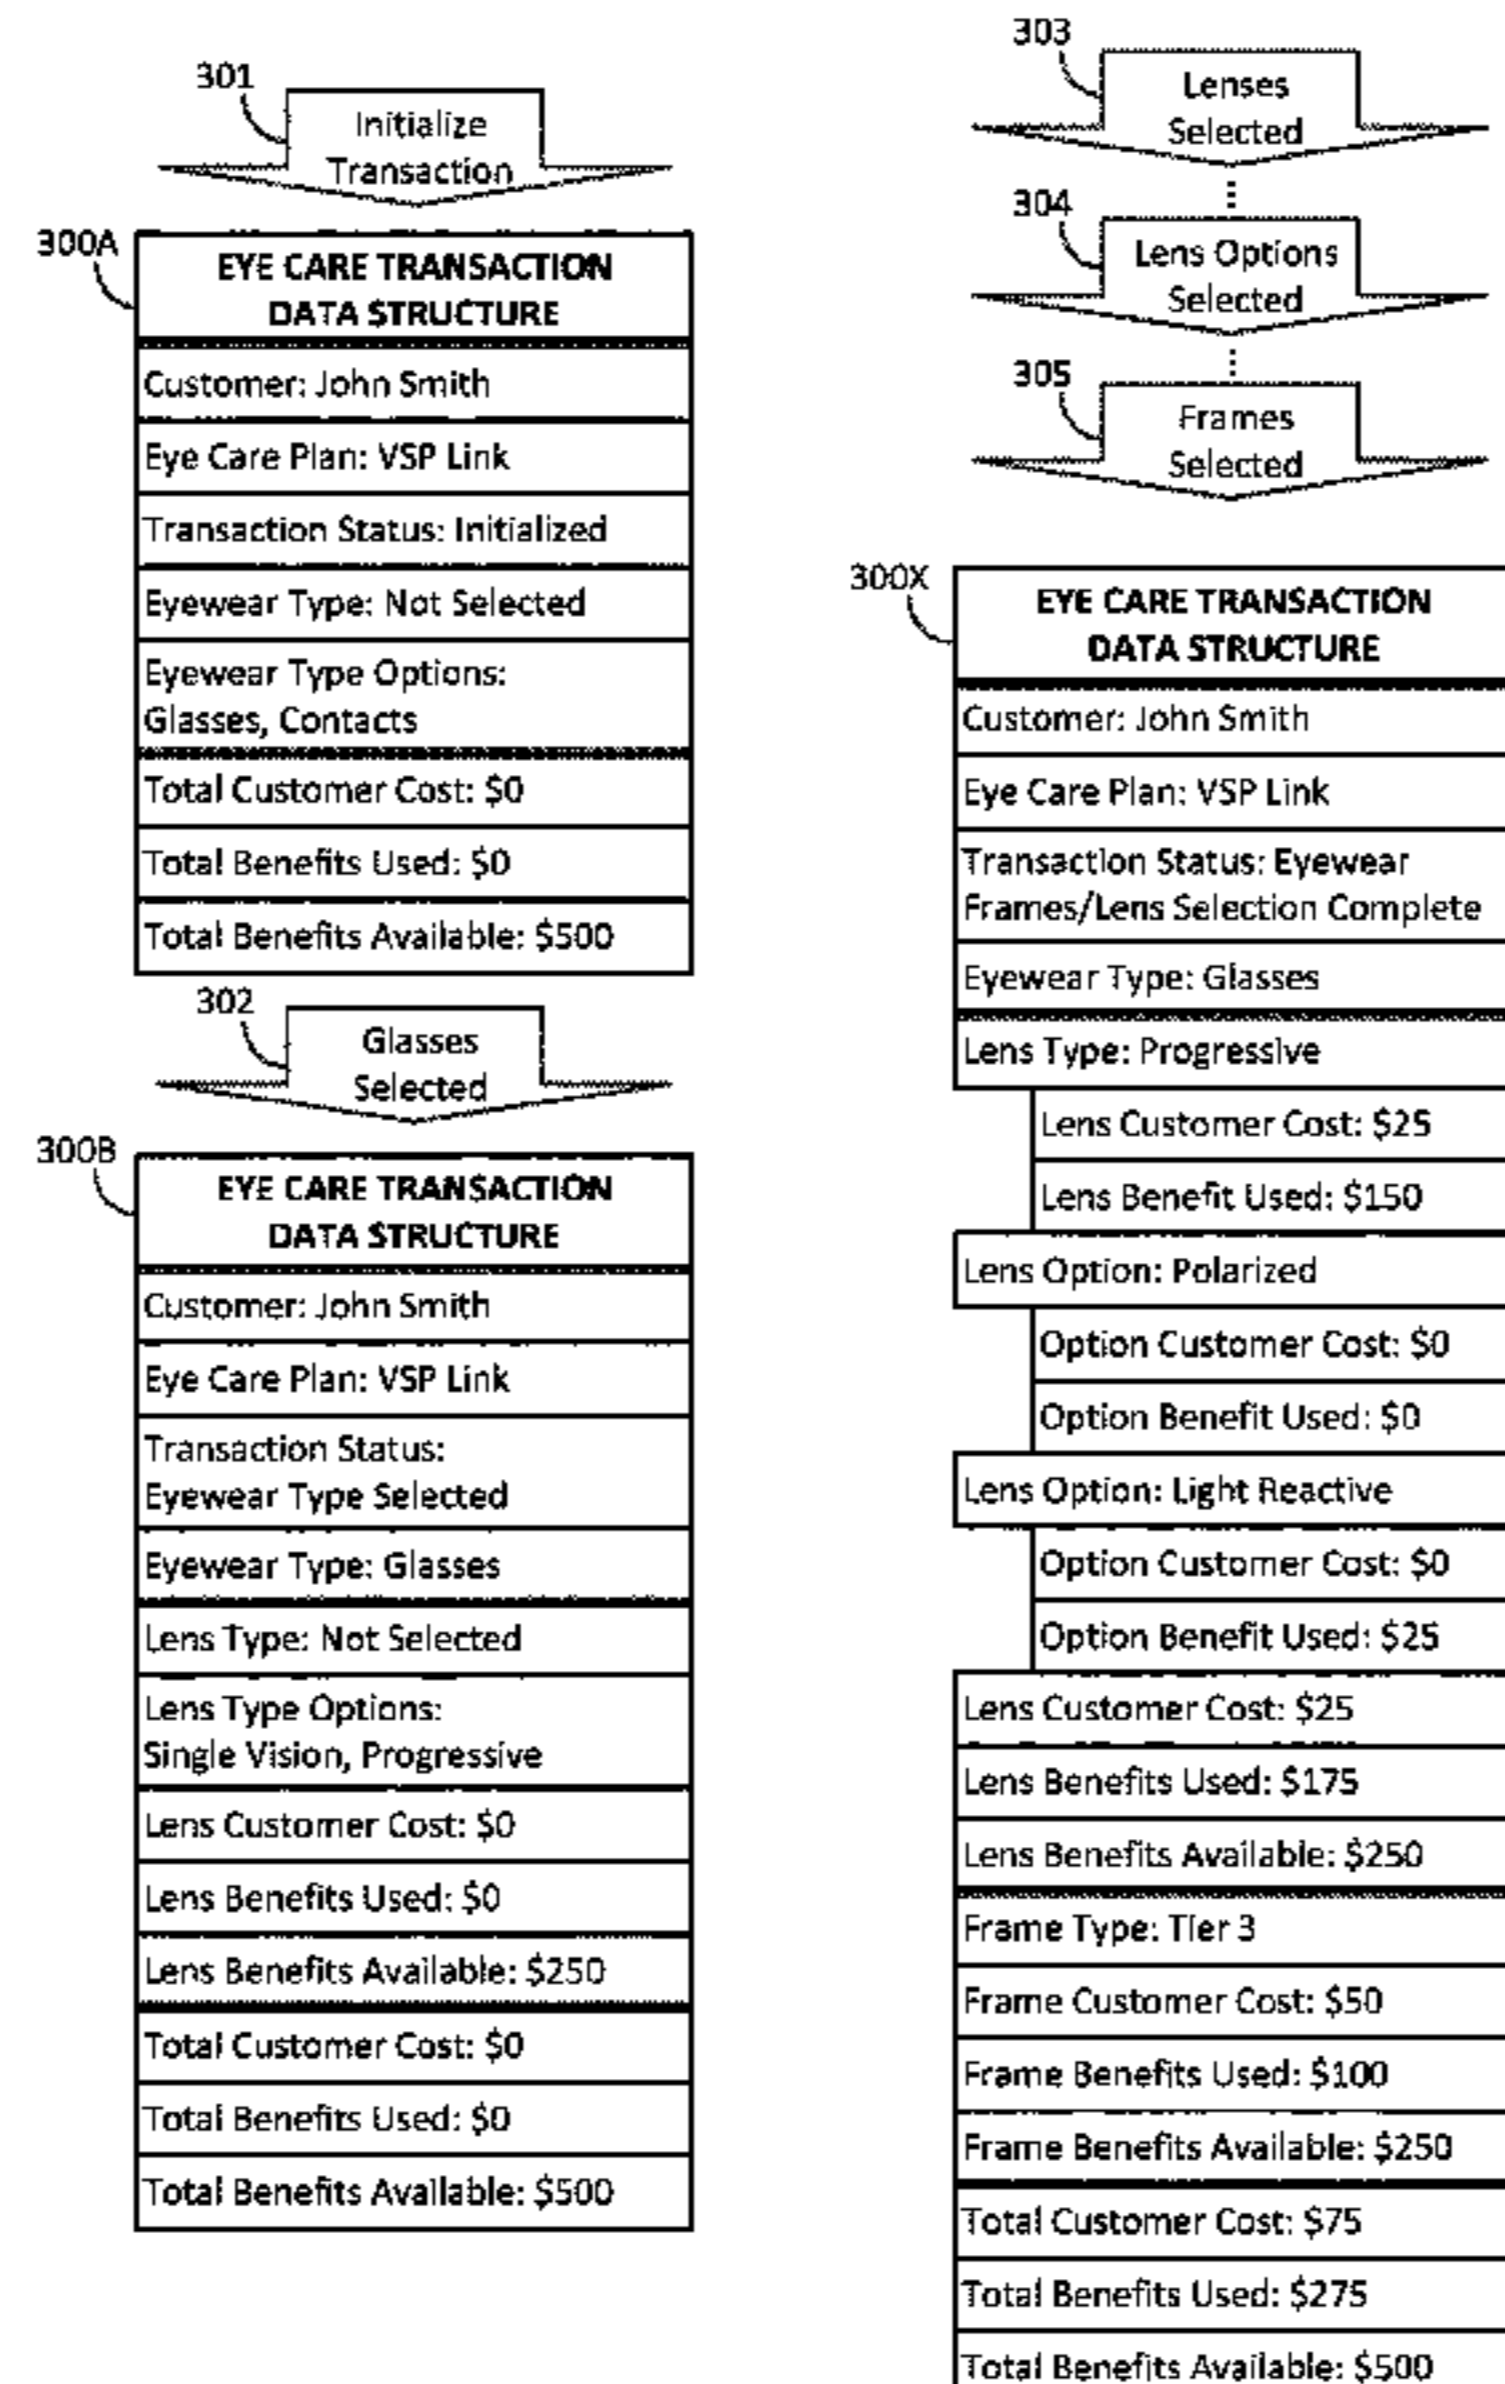 301
Initialize
Transaction
300A
EYE CARE TRANSACTION
DATA STRUCTURE
Customer: John Smith
Eye Care Plan: VSP Link
Transaction Status: Initialized
Eyewear Type: Not Selected
Eyewear Type Options:
Glasses, Contacts
Total Customer Cost: $0
Total Benefits Used: $0
Total Benefits Available: $500
302
Glasses
Selected
300B
EYE CARE TRANSACTION
DATA STRUCTURE
Customer: John Smith
Eye Care Plan: VSP Link
Transaction Status:
Eyewear Type Selected
Eyewear Type: Glasses
Lens Type: Not Selected
Lens Type Options:
Single Vision, Progressive
Lens Customer Cost: $0
Lens Benefits Used: $0
Lens Benefits Available: $250
Total Customer Cost: $0
Total Benefits Used: $0
Total Benefits Available: $500
303
Lenses
Selected
304
Lens Options
Selected
305
Frames
Selected
300X
EYE CARE TRANSACTION
DATA STRUCTURE
Customer: John Smith
Eye Care Plan: VSP Link
Transaction Status: Eyewear
Frames/Lens Selection Complete
Eyewear Type: Glasses
Lens Type: Progressive
Lens Customer Cost: $25
Lens Benefit Used: $150
Lens Option: Polarized
Option Customer Cost: $0
Option Benefit Used: $0
Lens Option: Light Reactive
Option Customer Cost: $0
Option Benefit Used: $25
Lens Customer Cost: $25
Lens Benefits Used: $175
Lens Benefits Available: $250
Frame Type: Tier 3
Frame Customer Cost: $50
Frame Benefits Used: $100
Frame Benefits Available: $250
Total Customer Cost: $75
Total Benefits Used: $275
Total Benefits Available: $500